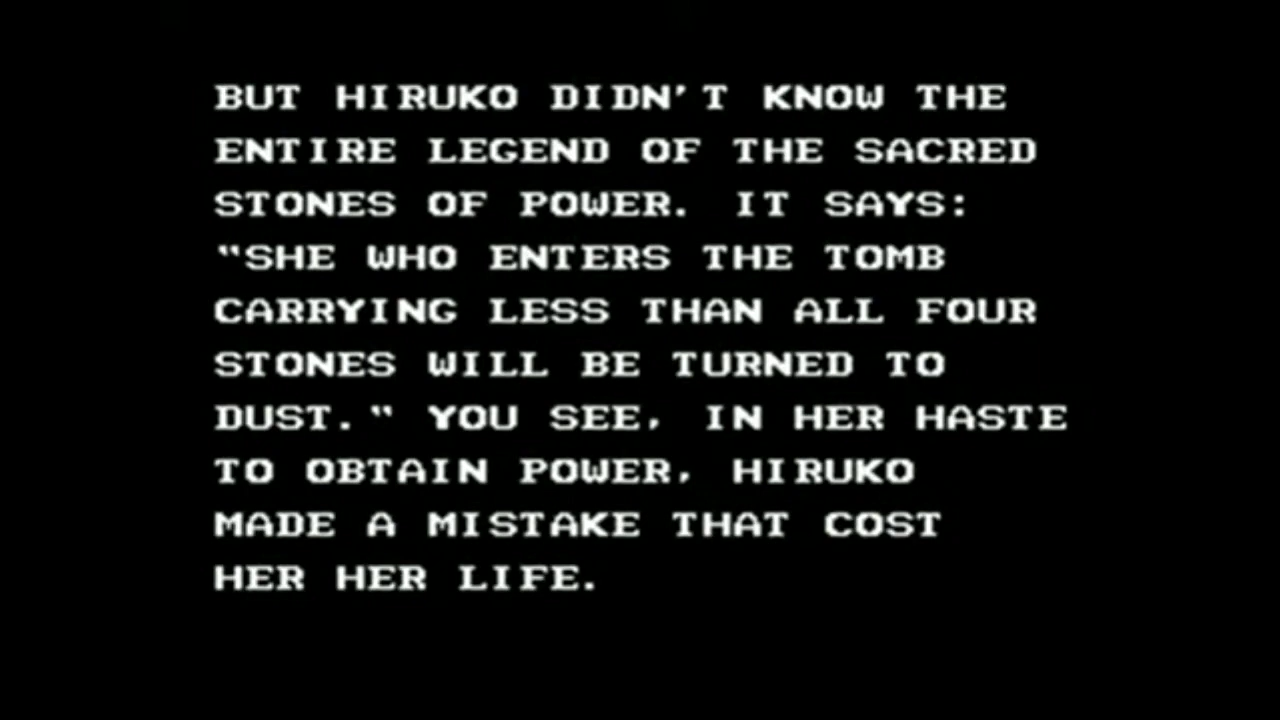 BUT HIRUKO DIDN'T KNOW THE
ENTIRE LEGEND OF THE SACRED
STONES OF POWER. IT SAYS:
"SHE WHO ENTERS THE TOMB
CARRYING LESS THAN ALL FOUR
STONES WILL BE TURNED TO
DUST." YOU SEE, IN HER HASTE
TO OBTAIN POWER, HIRUKO
MADE A MISTAKE THAT COST
HER HER LIFE.